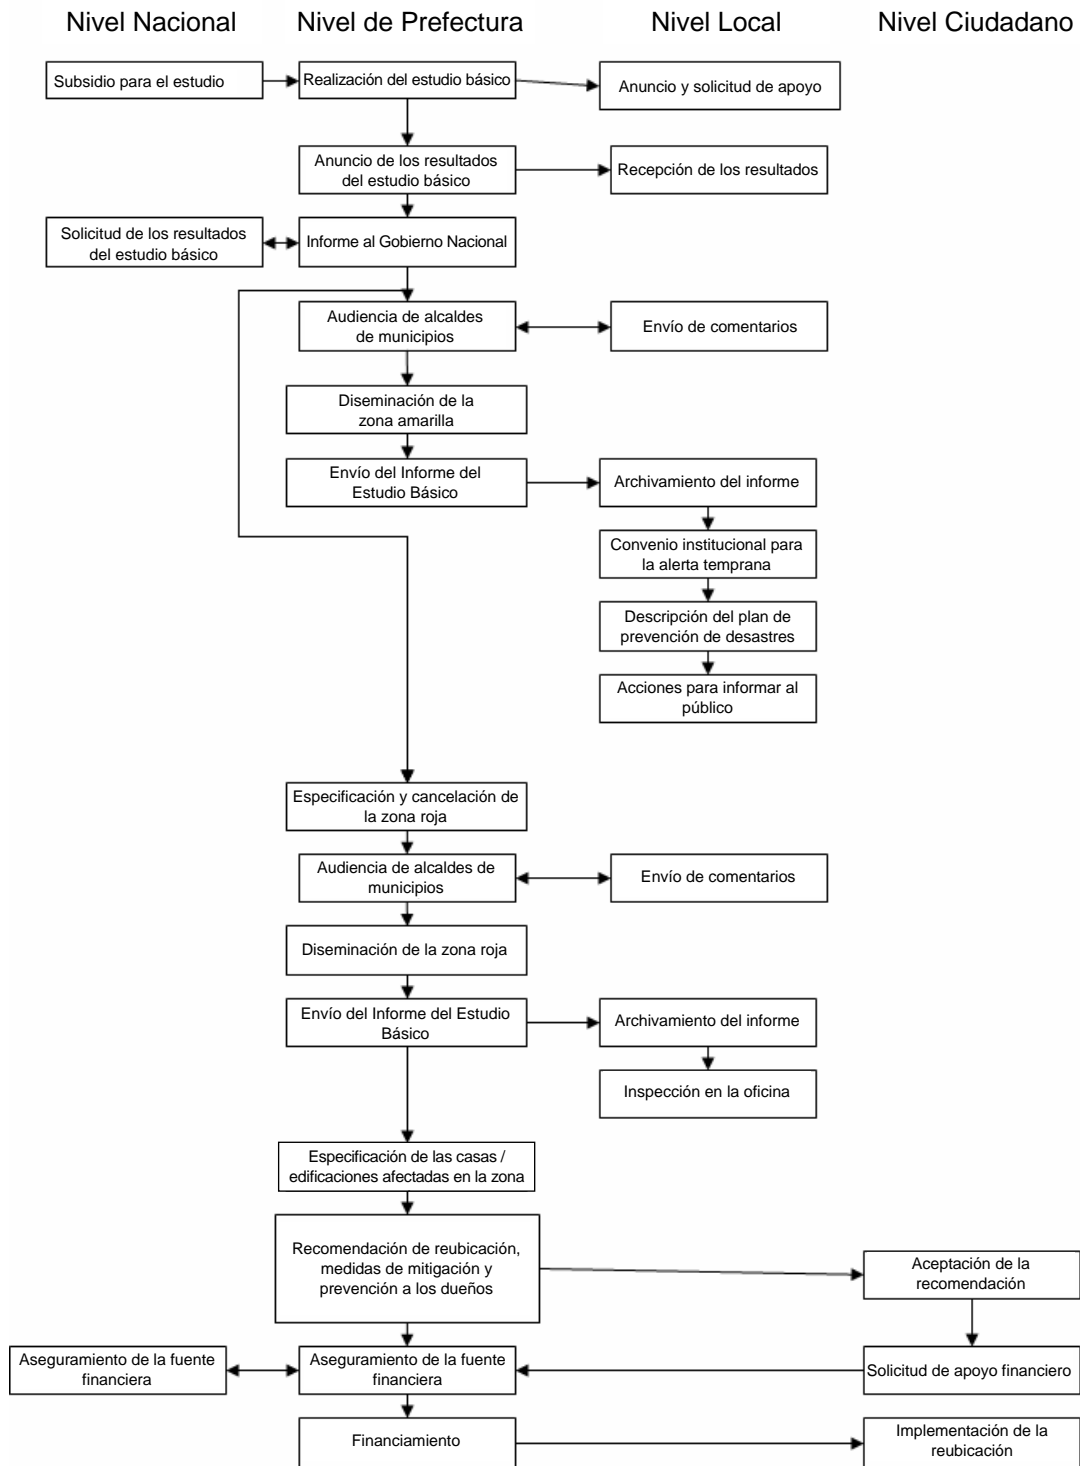 Nivel Nacional
Nivel de Prefectura
Nivel Local
Nivel Ciudadano
Subsidio para el estudio
Realización del estudio básico
Anuncio y solicitud de apoyo
Anuncio de los resultados
del estudio básico
Recepción de los resultados
Solicitud de los resultados
del estudio básico
Informe al Gobierno Nacional
Audiencia de alcaldes
de municipios
Envío de comentarios
Diseminación de la
zona amarilla
Envío del Informe del
Estudio Básico
Archivamiento del informe
Convenio institucional para
la alerta temprana
Descripción del plan de
prevención de desastres
Acciones para informar al
público
Especificación y cancelación de
la zona roja
Audiencia de alcaldes de
municipios
Envío de comentarios
Diseminación de la zona roja
Envío del Informe del Estudio
Básico
Archivamiento del informe
Inspección en la oficina
Especificación de las casas /
edificaciones afectadas en la zona
Recomendación de reubicación,
medidas de mitigación y
prevención a los dueños
Aceptación de la
recomendación
Aseguramiento de la fuente
financiera
Aseguramiento de la fuente
financiera
Solicitud de apoyo financiero
Financiamiento
Implementación de la
reubicación